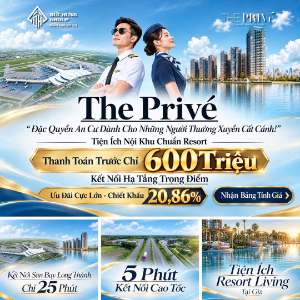 THE PRIVÉ
The Privé
“Đặc Quyền An Cư Dành Cho Những Người Thường Xuyên Cất Cánh!”
Tiện Ích Nội Khu Chuẩn Resort
Thanh Toán Trước Chỉ 600 Triệu
Kết Nối Hạ Tầng Trọng Điểm
Ưu Đãi Cực Lớn - Chiết Khấu 20,86%
Nhận Bảng Tính Giá
Kết Nối Sân Bay Long Thành
Chỉ 25 Phút
5 Phút
Kết Nối Cao Tốc
Tiện Ích
Resort Living
Tại Gia